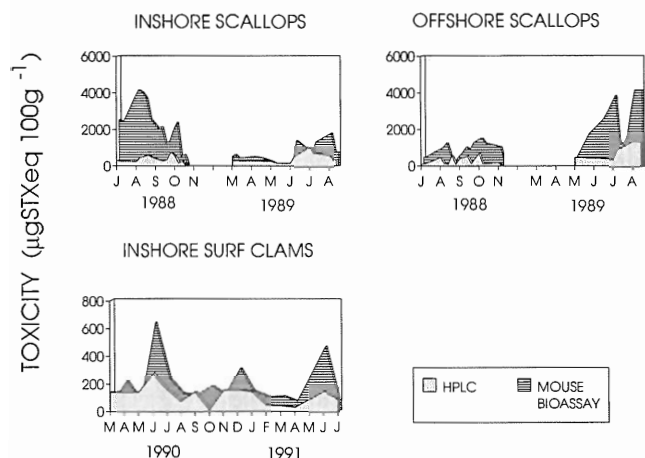 INSHORE SCALLOPS
OFFSHORE SCALLOPS
TOXICITY (µgSTXeq 100g -1)
6000
4000
2000
0
J A S O N M A M J J A
1988 1989
6000
4000
2000
0
J A S O N D M A M J J A
1988 1989
INSHORE SURF CLAMS
800
600
400
200
0
M A M J J A S O N D J F M A M J J
1990 1991
HPLC
MOUSE
BIOASSAY